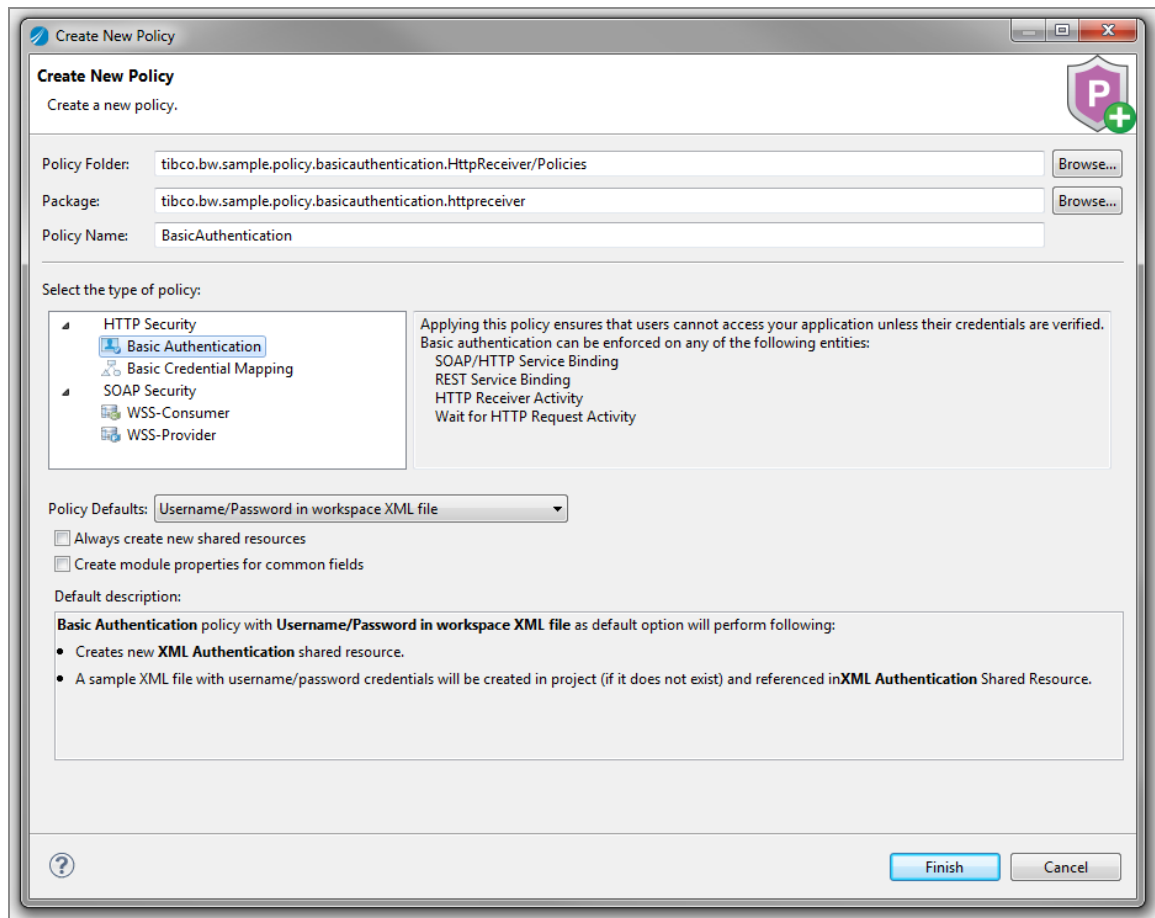 Create New Policy
Create New Policy
Create a new policy.
P
Policy Folder: tibco.bw.sample.policy.basicauthentication.HttpReceiver/Policies Browse...
Package: tibco.bw.sample.policy.basicauthentication.httpreceiver Browse...
Policy Name: BasicAuthentication
Select the type of policy:
HTTP Security
Basic Authentication
Basic Credential Mapping
SOAP Security
WSS-Consumer
WSS-Provider
Applying this policy ensures that users cannot access your application unless their credentials are verified.
Basic authentication can be enforced on any of the following entities:
SOAP/HTTP Service Binding
REST Service Binding
HTTP Receiver Activity
Wait for HTTP Request Activity
Policy Defaults: Username/Password in workspace XML file
Always create new shared resources
Create module properties for common fields
Default description:
Basic Authentication policy with Username/Password in workspace XML file as default option will perform following:
• Creates new XML Authentication shared resource.
• A sample XML file with username/password credentials will be created in project (if it does not exist) and referenced inXML Authentication Shared Resource.
? Finish Cancel